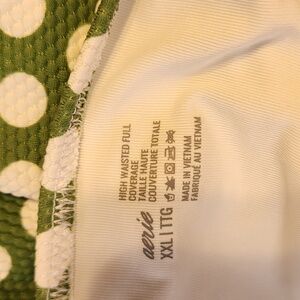 HIGH WAISTED FULL
COVERAGE
TAILLE HAUTE
COUVERTURE TOTALE
aerie
XXL | TTG
MADE IN VIETNAM
FABRIQUÉ AU VIETNAM